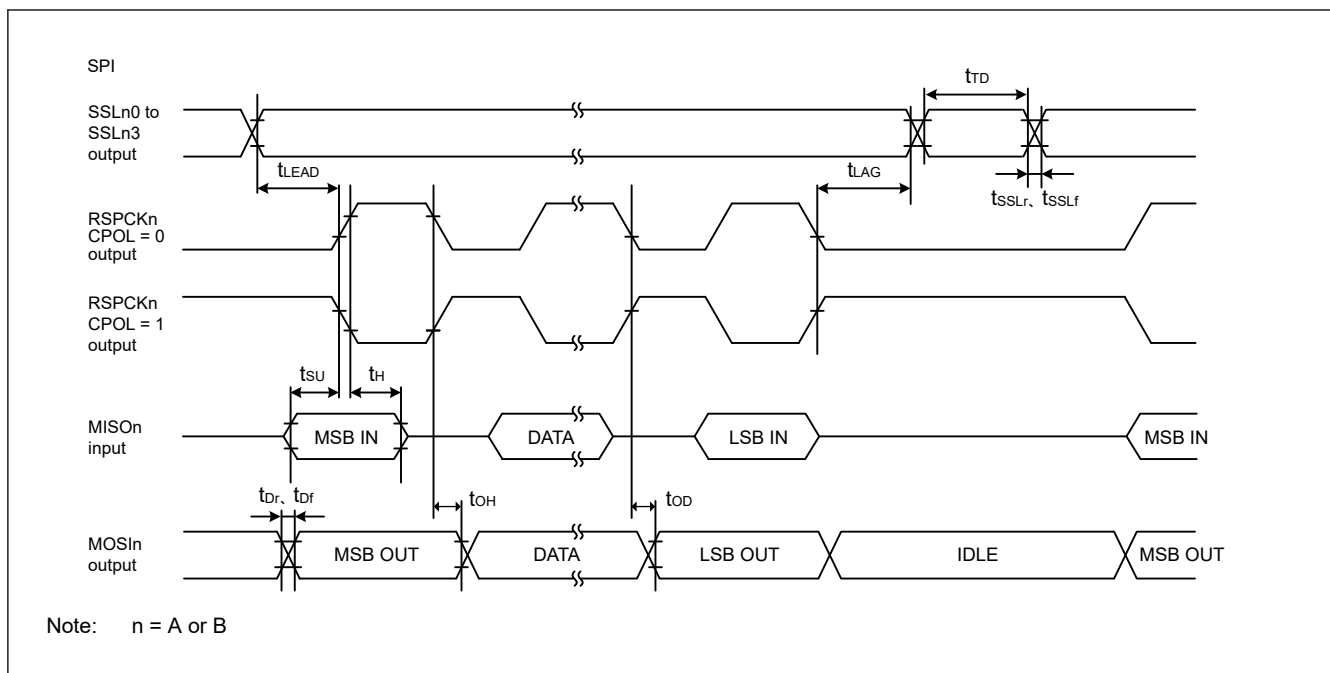 SPI
tTD
SSLn0 to
SSLn3
output
tLEAD
tLAG
tSSLr、tSSLf
RSPCKn
CPOL = 0
output
RSPCKn
CPOL = 1
output
tSU
tH
MISOn
input
MSB IN
DATA
LSB IN
MSB IN
tDr、tDf
tOH
tOD
MOSIn
output
MSB OUT
DATA
LSB OUT
IDLE
MSB OUT
Note: n = A or B